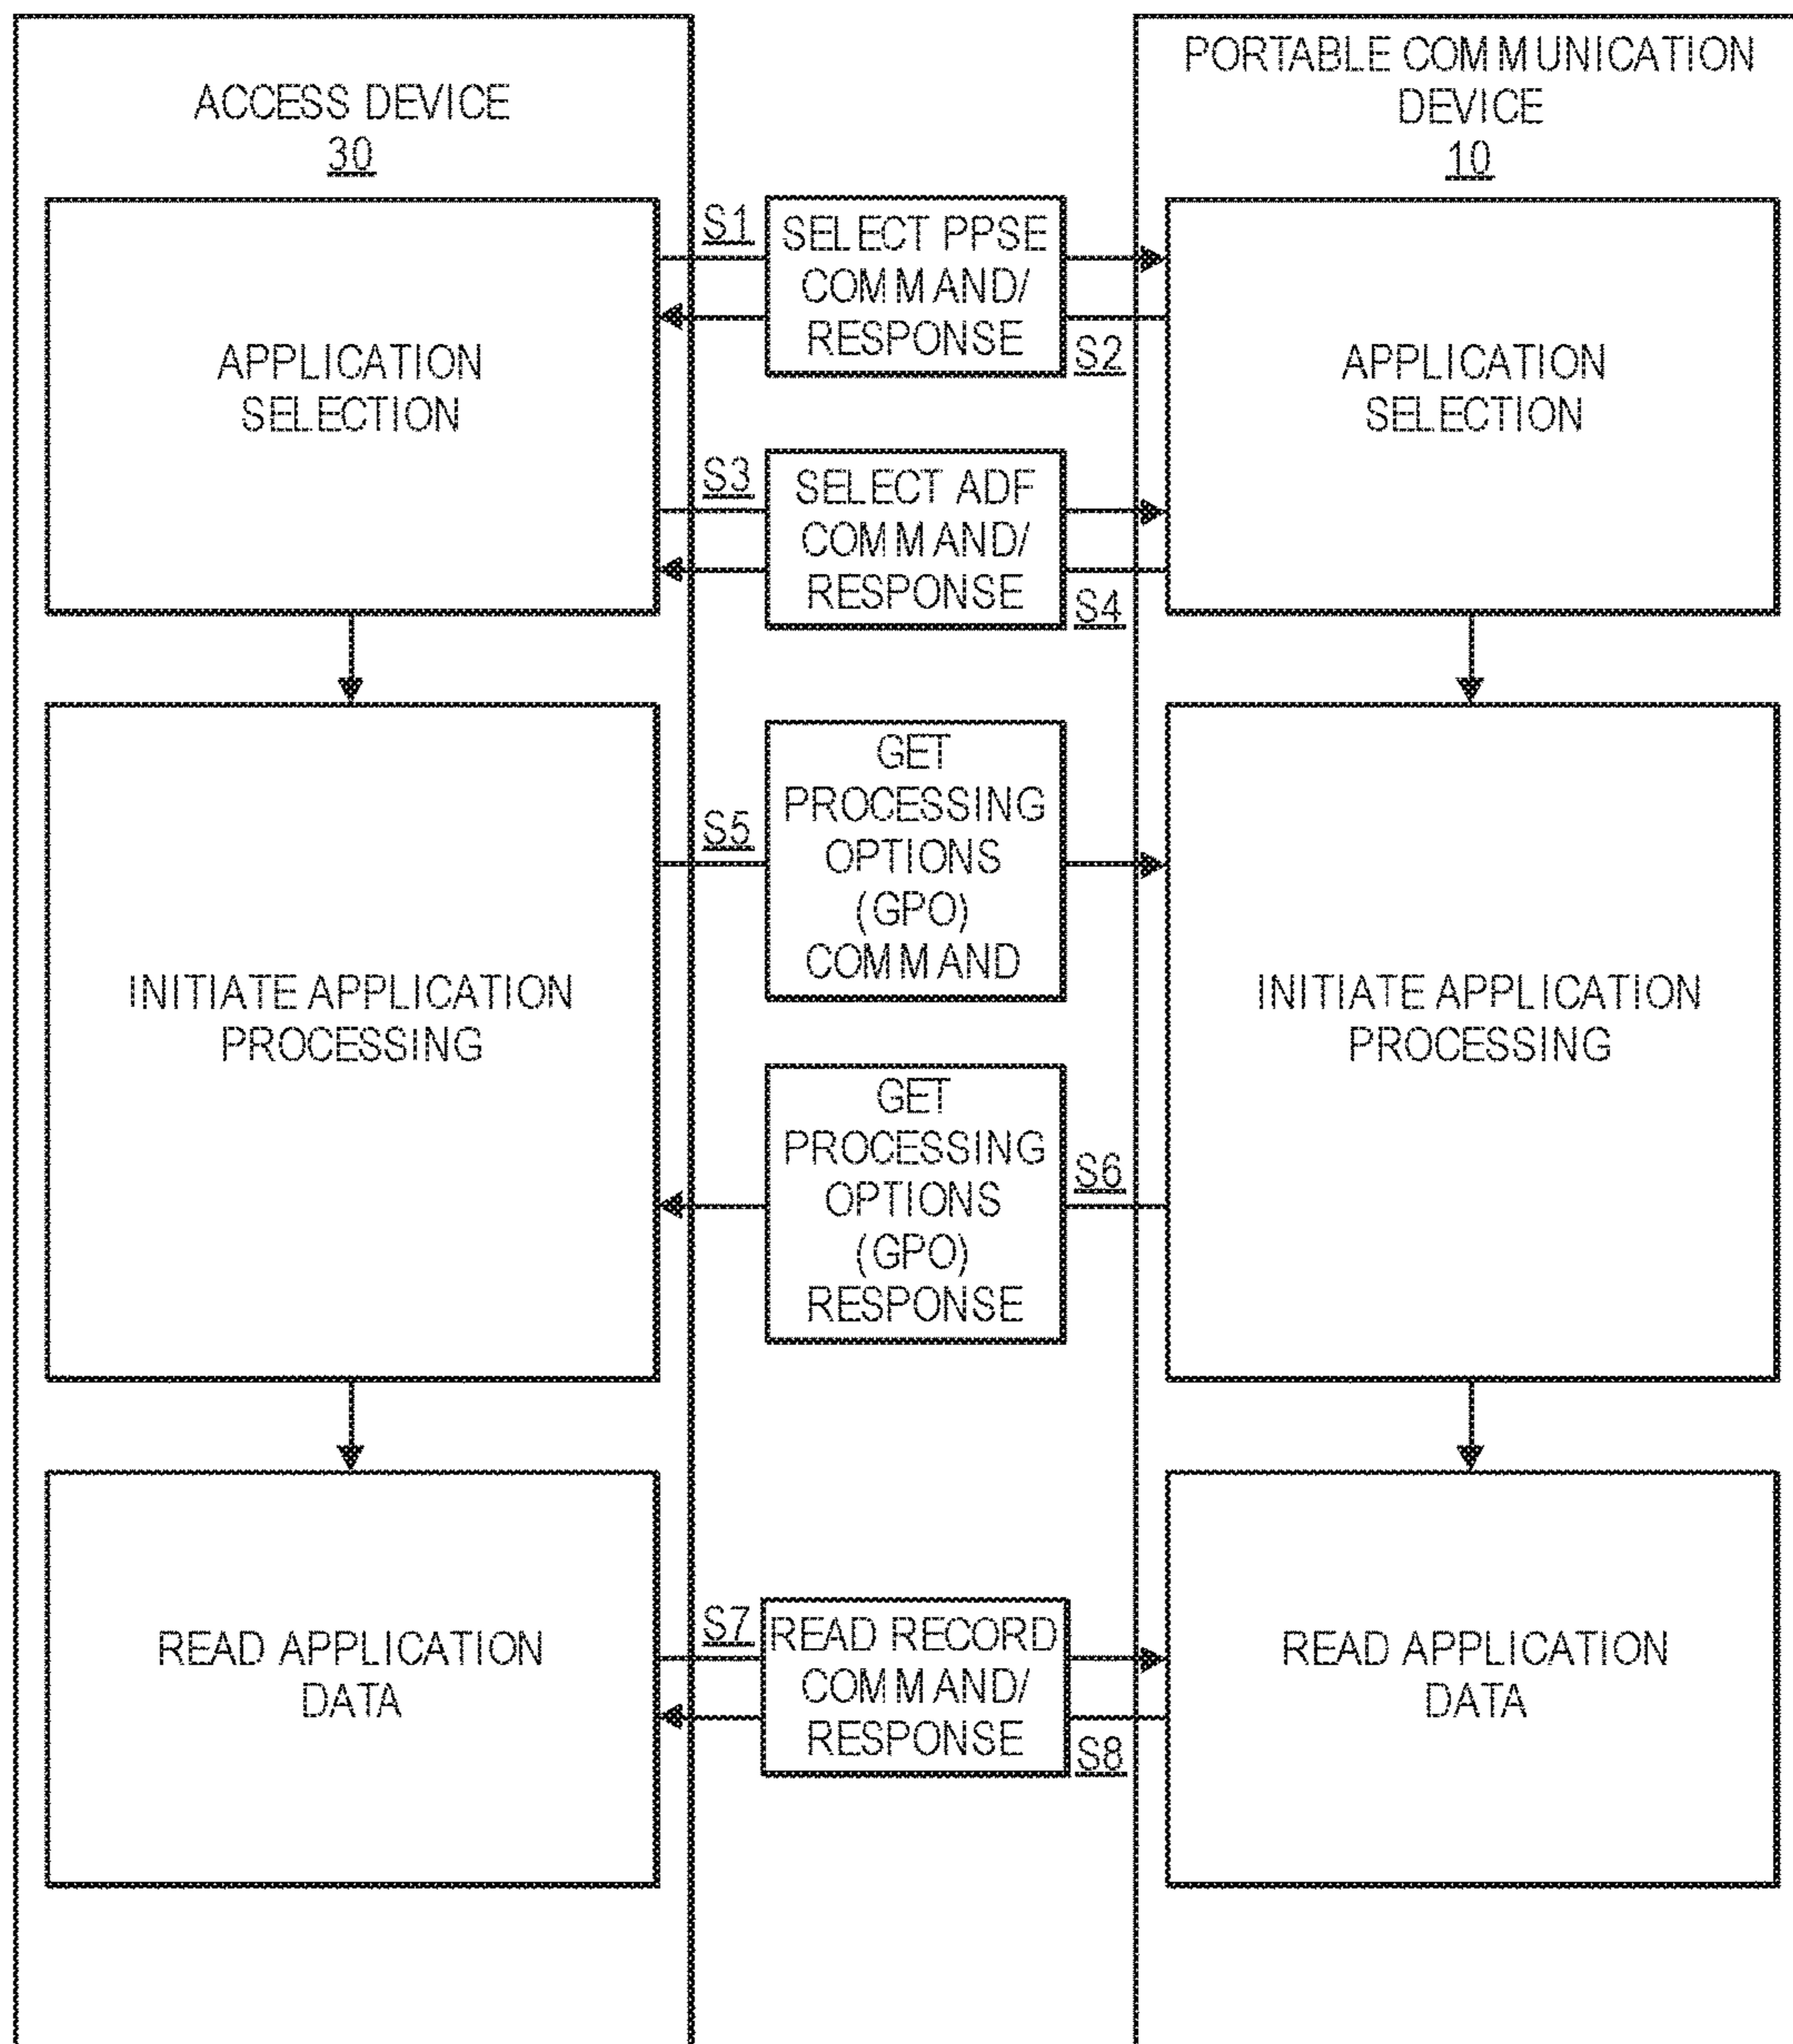 ACCESS DEVICE
30
PORTABLE COMMUNICATION
DEVICE
10
APPLICATION
SELECTION
S1
SELECT PPSE
COMMAND/
RESPONSE
S2
APPLICATION
SELECTION
S3
SELECT ADF
COMMAND/
RESPONSE
S4
INITIATE APPLICATION
PROCESSING
S5
GET
PROCESSING
OPTIONS
(GPO)
COMMAND
INITIATE APPLICATION
PROCESSING
GET
PROCESSING
OPTIONS
(GPO)
RESPONSE
S6
READ APPLICATION
DATA
S7
READ RECORD
COMMAND/
RESPONSE
S8
READ APPLICATION
DATA